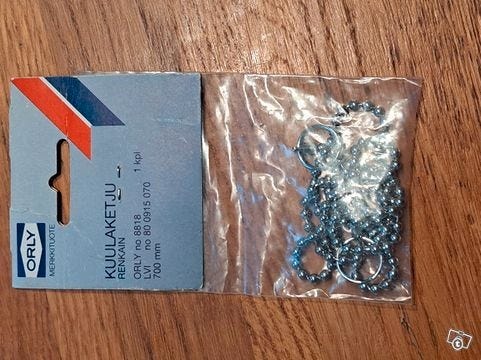 ORLY
MERKKITUOTE
KUULAKETJU
RENKAIN 1 kpl
ORLY no 8818
LVI no 80 0915 070
700 mm